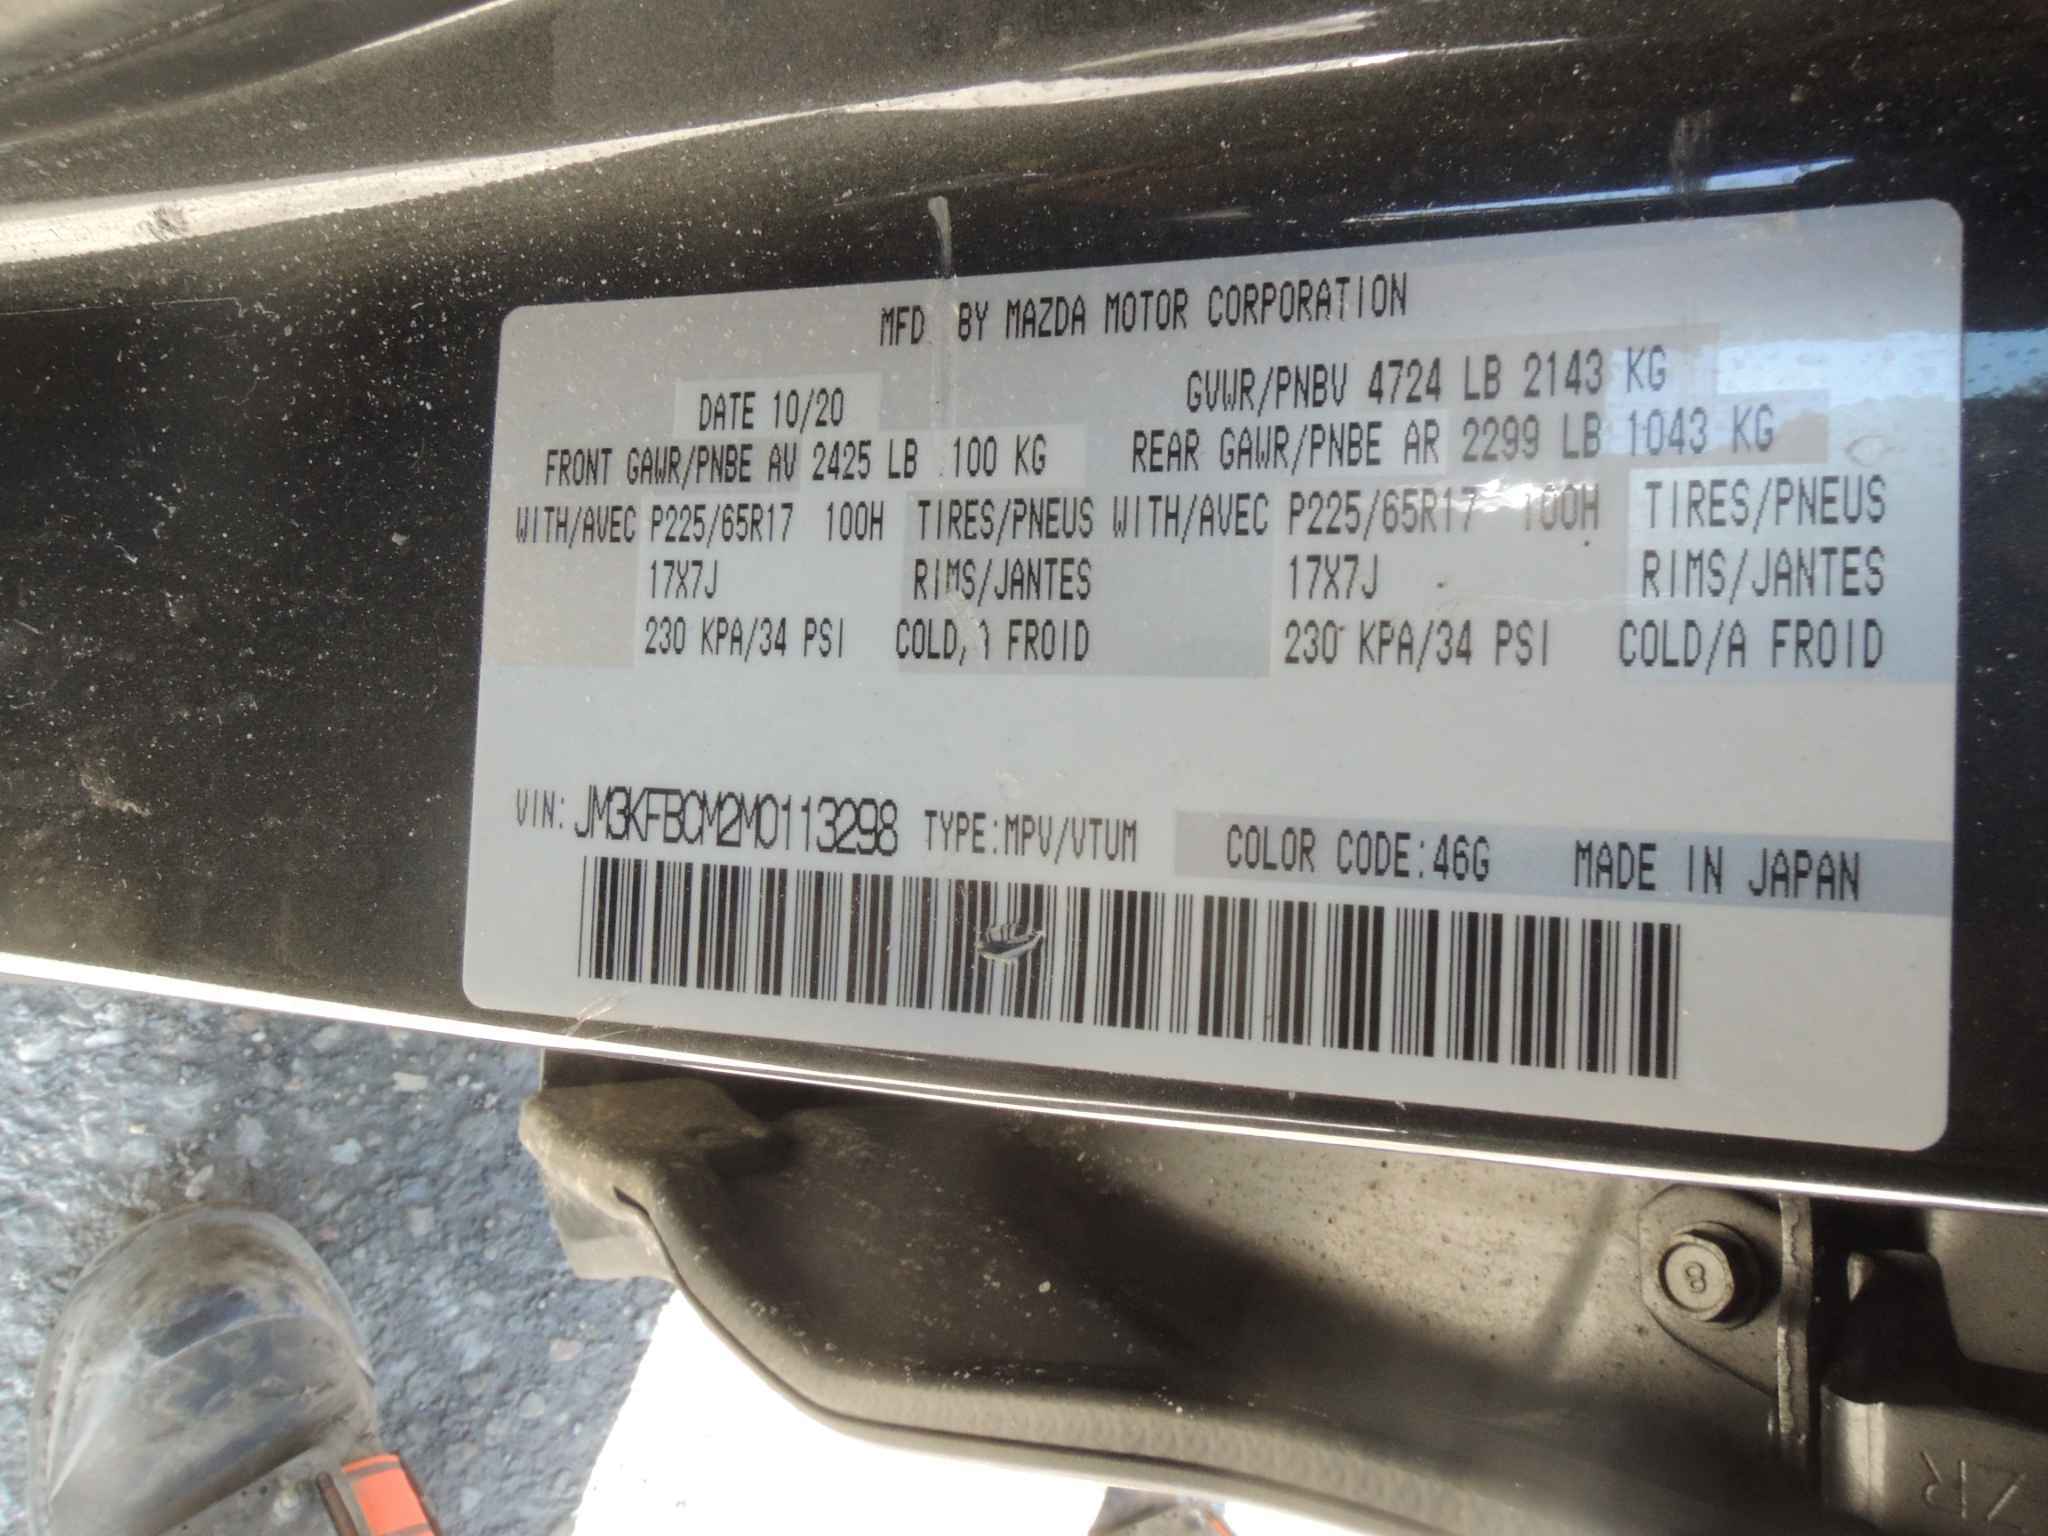 MFD BY MAZDA MOTOR CORPORATION
DATE 10/20 GVWR/PNBV 4724 LB 2143 KG
FRONT GAWR/PNBE AV 2425 LB 100 KG REAR GAWR/PNBE AR 2299 LB 1043 KG
WITH/AVEC P225/65R17 100H TIRES/PNEUS WITH/AVEC P225/65R17 100H TIRES/PNEUS
17X7J RIMS/JANTES 17X7J RIMS/JANTES
230 KPA/34 PSI COLD/A FROID 230 KPA/34 PSI COLD/A FROID
VIN: JM3KFBCM2M0113298 TYPE:MPV/VTUM COLOR CODE:46G MADE IN JAPAN
8